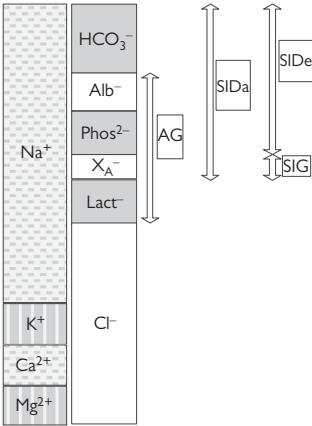 HCO₃⁻
Alb⁻
Phos²⁻
Xₐ⁻
Lact⁻
Cl⁻
Na⁺
K⁺
Ca²⁺
Mg²⁺
AG
SIDa
SIDe
SIG